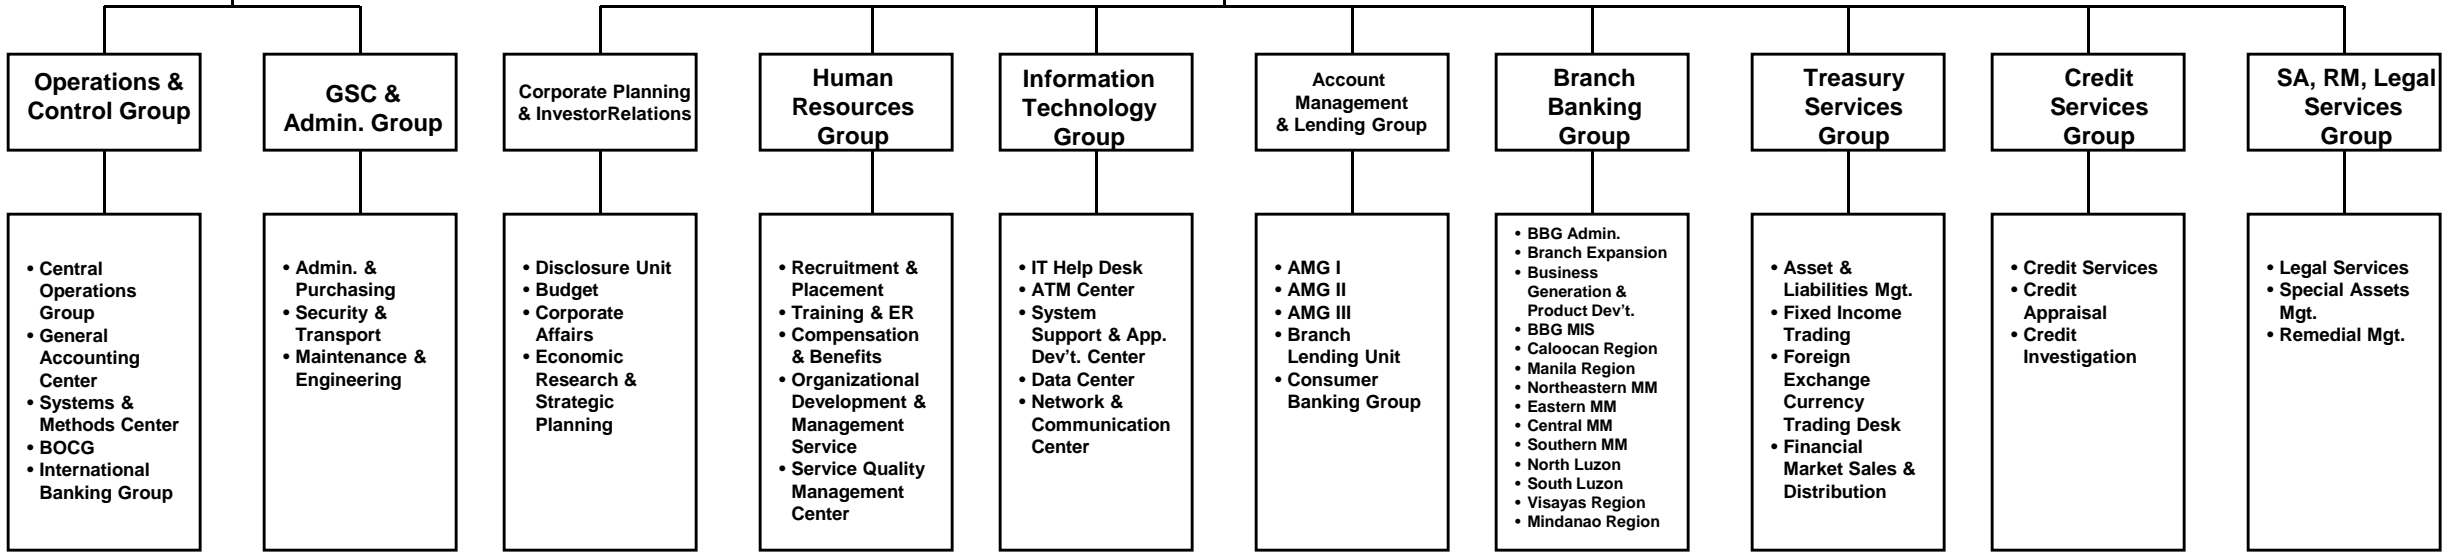 Operations &
Control Group
GSC &
Admin. Group
Corporate Planning
& InvestorRelations
Human
Resources
Group
Information
Technology
Group
Account
Management
& Lending Group
Branch
Banking
Group
Treasury
Services
Group
Credit
Services
Group
SA, RM, Legal
Services
Group
• Central
Operations
Group
• General
Accounting
Center
• Systems &
Methods Center
• BOCG
• International
Banking Group
• Admin. &
Purchasing
• Security &
Transport
• Maintenance &
Engineering
• Disclosure Unit
• Budget
• Corporate
Affairs
• Economic
Research &
Strategic
Planning
• Recruitment &
Placement
• Training & ER
• Compensation
& Benefits
• Organizational
Development &
Management
Service
• Service Quality
Management
Center
• IT Help Desk
• ATM Center
• System
Support & App.
Dev’t. Center
• Data Center
• Network &
Communication
Center
• AMG I
• AMG II
• AMG III
• Branch
Lending Unit
• Consumer
Banking Group
• BBG Admin.
• Branch Expansion
• Business
Generation &
Product Dev’t.
• BBG MIS
• Caloocan Region
• Manila Region
• Northeastern MM
• Eastern MM
• Central MM
• Southern MM
• North Luzon
• South Luzon
• Visayas Region
• Mindanao Region
• Asset &
Liabilities Mgt.
• Fixed Income
Trading
• Foreign
Exchange
Currency
Trading Desk
• Financial
Market Sales &
Distribution
• Credit Services
• Credit
Appraisal
• Credit
Investigation
• Legal Services
• Special Assets
Mgt.
• Remedial Mgt.